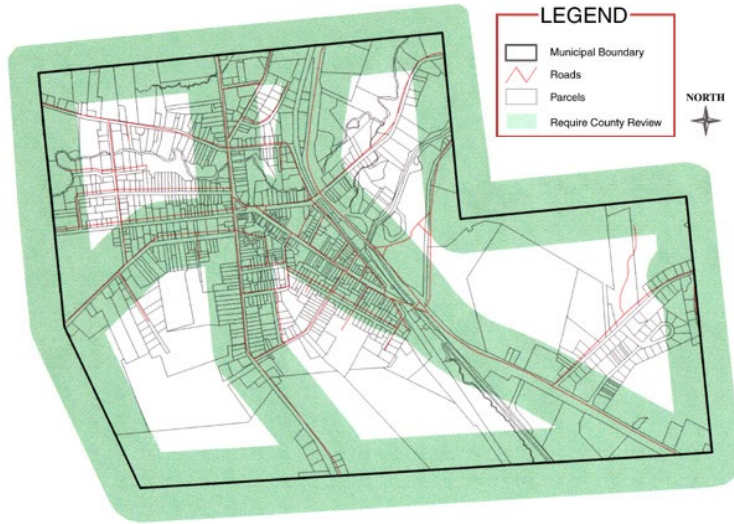 LEGEND
Municipal Boundary
Roads
Parcels
Require County Review
NORTH